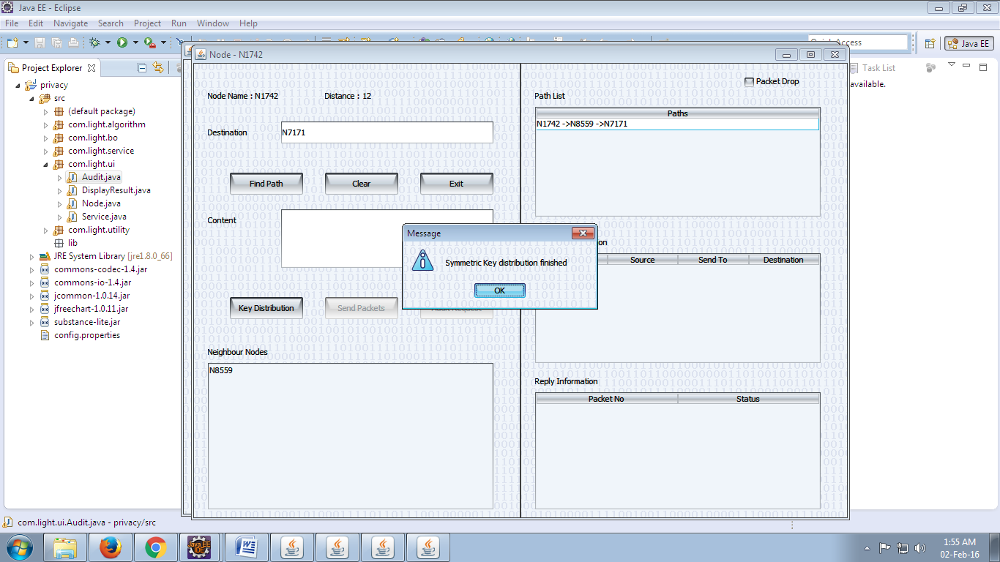 Java EE - Eclipse
File Edit Navigate Search Project Run Window Help
Access
Java EE
Project Explorer
privacy
src
(default package)
com.light.algorithm
com.light.bo
com.light.service
com.light.ui
Audit.java
DisplayResult.java
Node.java
Service.java
com.light.utility
lib
JRE System Library [jre1.8.0_66]
commons-codec-1.4.jar
commons-io-1.4.jar
jcommon-1.0.14.jar
jfreechart-1.0.11.jar
substance-lite.jar
config.properties
Node - N1742
Node Name : N1742 Distance : 12
Destination N7171
Find Path Clear Exit
Content
Key Distribution Send Packets
Neighbour Nodes
N8559
Packet Drop
Path List
Paths
N1742 ->N8559 ->N7171
Message
Symmetric Key distribution finished
OK
on
Source Send To Destination
Reply Information
Packet No Status
Task List
available.
com.light.ui.Audit.java - privacy/src
Java EE
IDE
1:55 AM
02-Feb-16